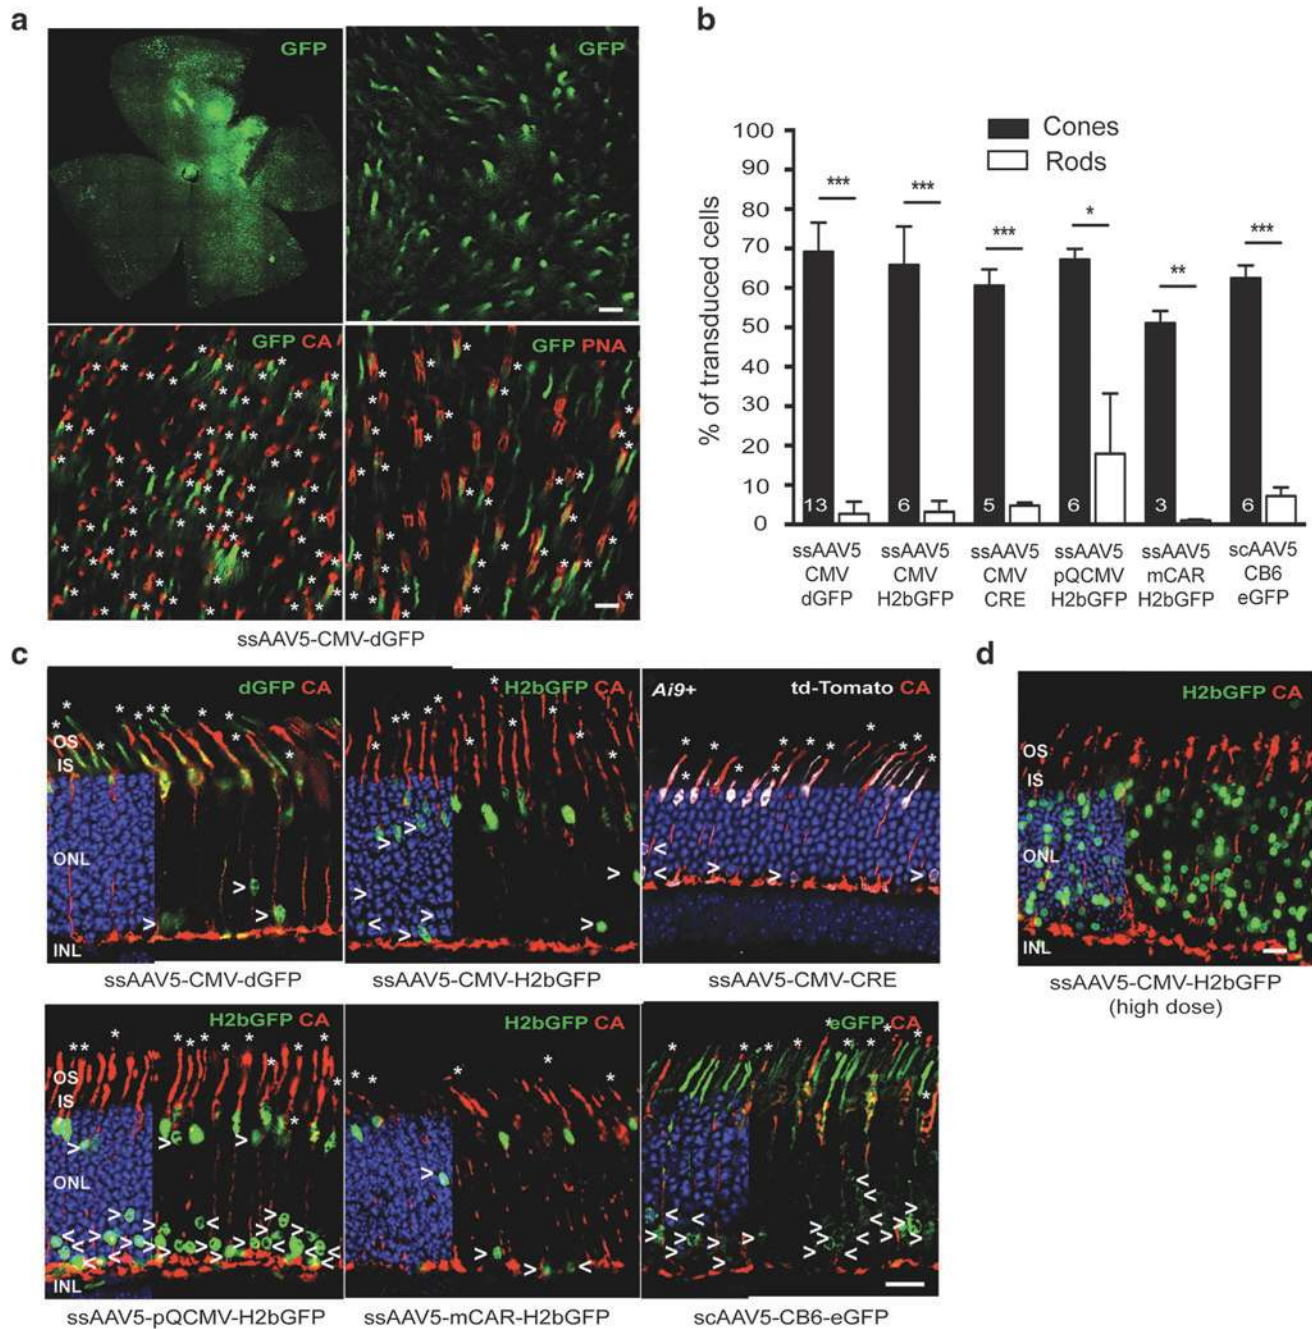 a
GFP
GFP
GFP CA
GFP PNA
ssAAV5-CMV-dGFP
b
Cones
Rods
% of transduced cells
100
90
80
70
60
50
40
30
20
10
0
***
***
***
*
**
***
13
6
5
6
3
6
ssAAV5
CMV
dGFP
ssAAV5
CMV
H2bGFP
ssAAV5
CMV
CRE
ssAAV5
pQCMV
H2bGFP
ssAAV5
mCAR
H2bGFP
scAAV5
CB6
eGFP
c
dGFP CA
OS
IS
ONL
INL
ssAAV5-CMV-dGFP
H2bGFP CA
ssAAV5-CMV-H2bGFP
Ai9+
td-Tomato CA
ssAAV5-CMV-CRE
H2bGFP CA
OS
IS
ONL
INL
ssAAV5-pQCMV-H2bGFP
H2bGFP CA
ssAAV5-mCAR-H2bGFP
eGFP CA
scAAV5-CB6-eGFP
d
H2bGFP CA
OS
IS
ONL
INL
ssAAV5-CMV-H2bGFP
(high dose)